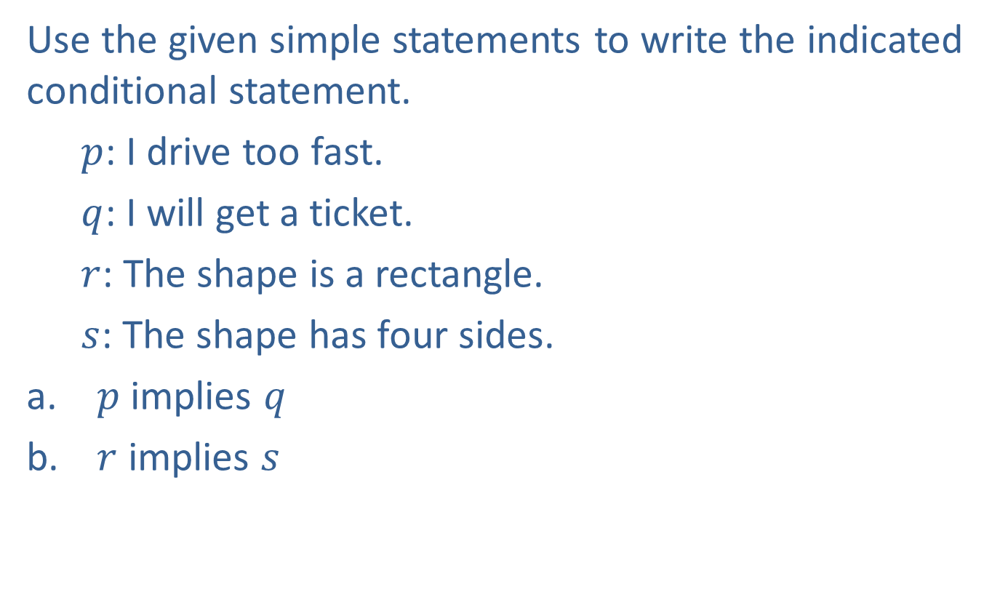 Use the given simple statements to write the indicated
conditional statement.
p: I drive too fast.
q: I will get a ticket.
r: The shape is a rectangle.
s: The shape has four sides.
a. p implies q
b. r implies s